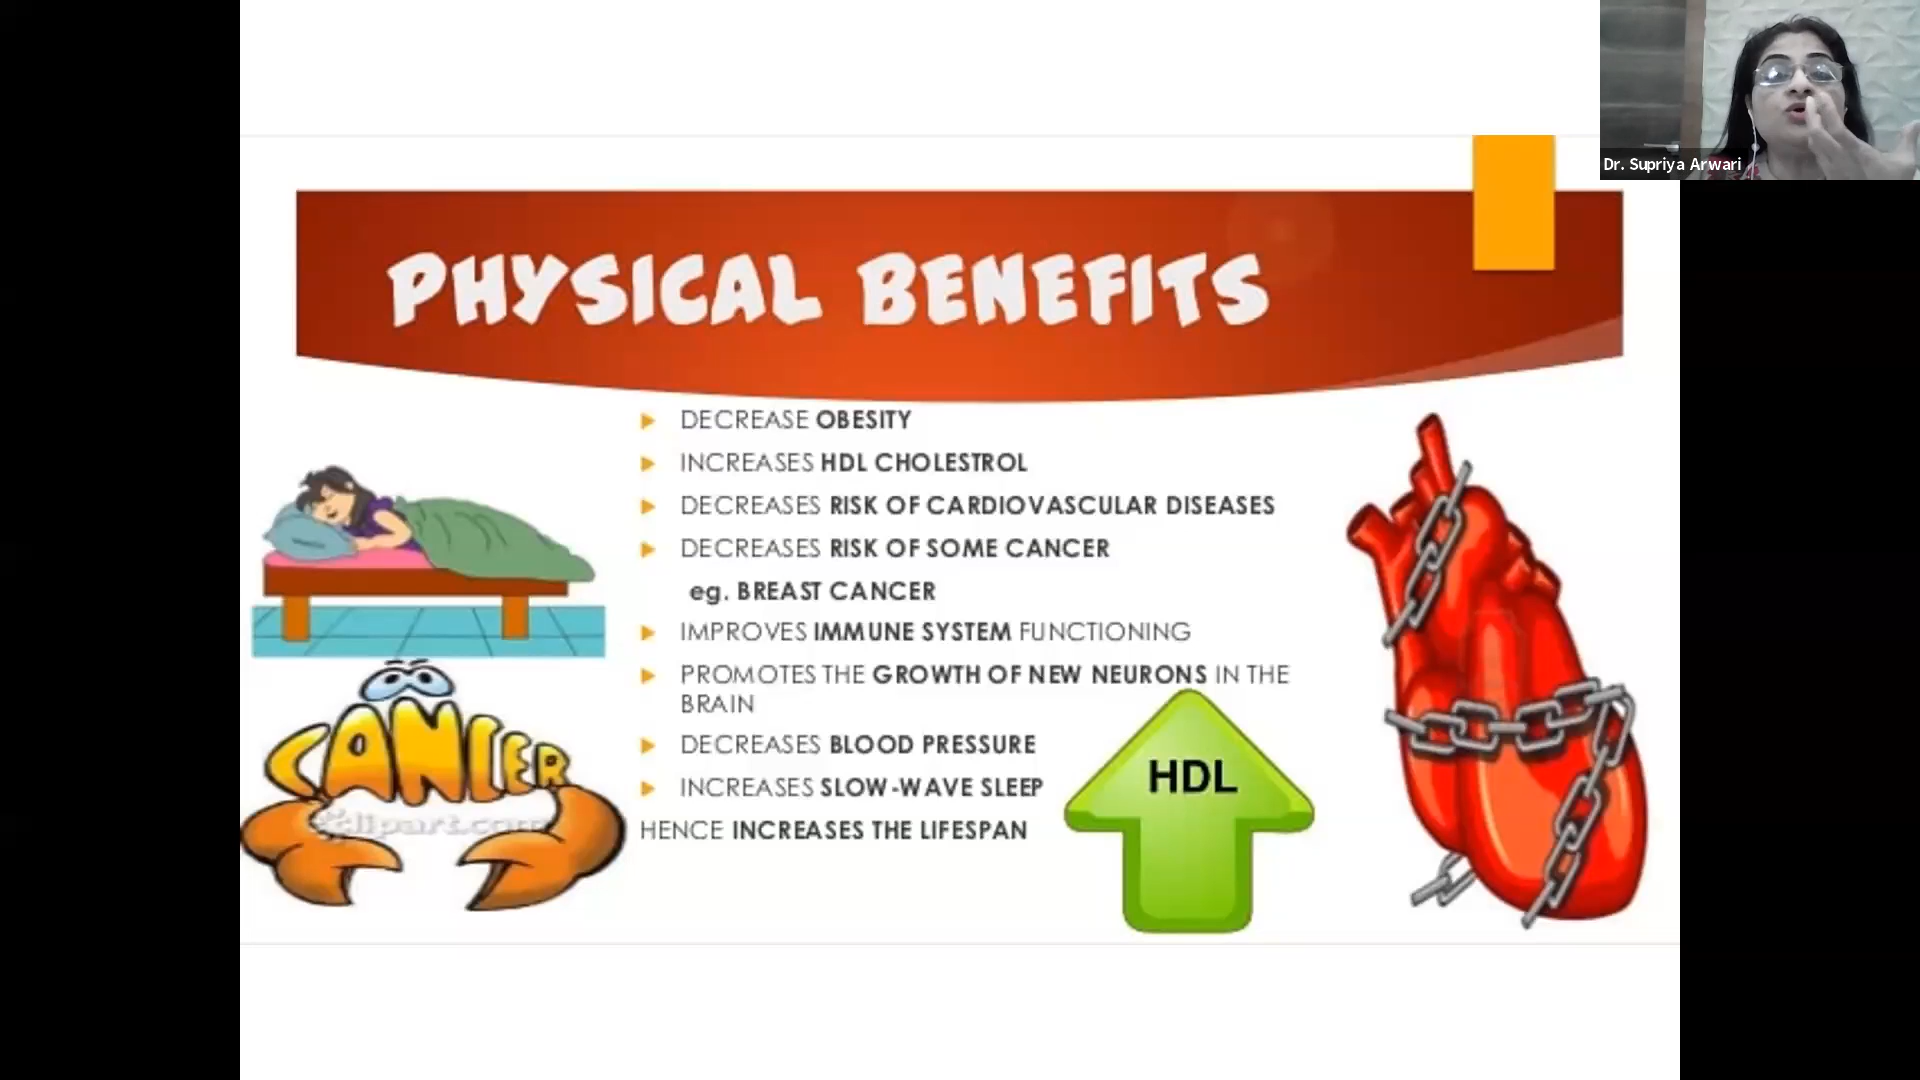 Dr. Supriya Arwari
PHYSICAL BENEFITS
DECREASE OBESITY
INCREASES HDL CHOLESTROL
DECREASES RISK OF CARDIOVASCULAR DISEASES
DECREASES RISK OF SOME CANCER
eg. BREAST CANCER
IMPROVES IMMUNE SYSTEM FUNCTIONING
PROMOTES THE GROWTH OF NEW NEURONS IN THE
BRAIN
DECREASES BLOOD PRESSURE
INCREASES SLOW-WAVE SLEEP
HENCE INCREASES THE LIFESPAN
CANCER
HDL